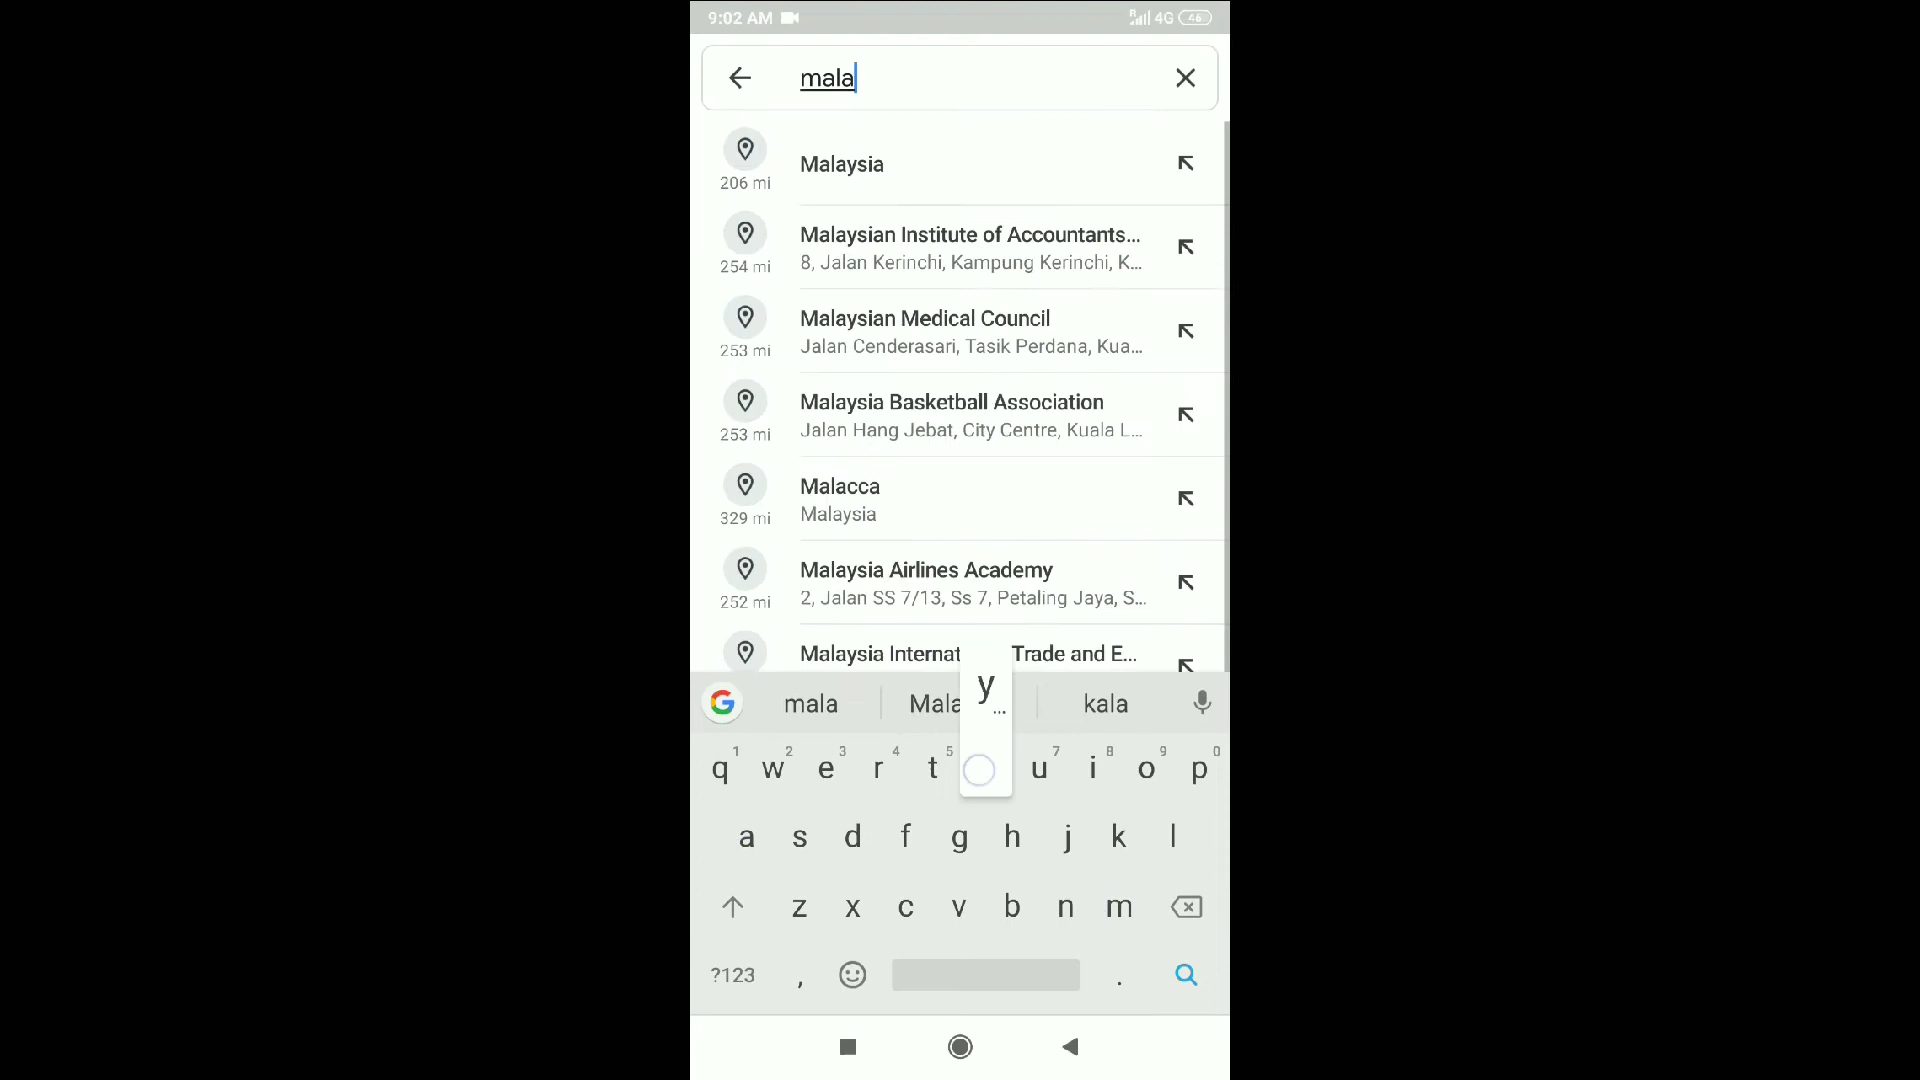 9:02 AM
R 4G 46
mala
Malaysia
206 mi
Malaysian Institute of Accountants...
8, Jalan Kerinchi, Kampung Kerinchi, K...
254 mi
Malaysian Medical Council
Jalan Cenderasari, Tasik Perdana, Kua...
253 mi
Malaysia Basketball Association
Jalan Hang Jebat, City Centre, Kuala L...
253 mi
Malacca
Malaysia
329 mi
Malaysia Airlines Academy
2, Jalan SS 7/13, Ss 7, Petaling Jaya, S...
252 mi
Malaysia Internat Trade and E...
y
...
mala Mala kala
1 2 3 4 5 7 8 9 0
q w e r t u i o p
a s d f g h j k l
z x c v b n m
?123 , .